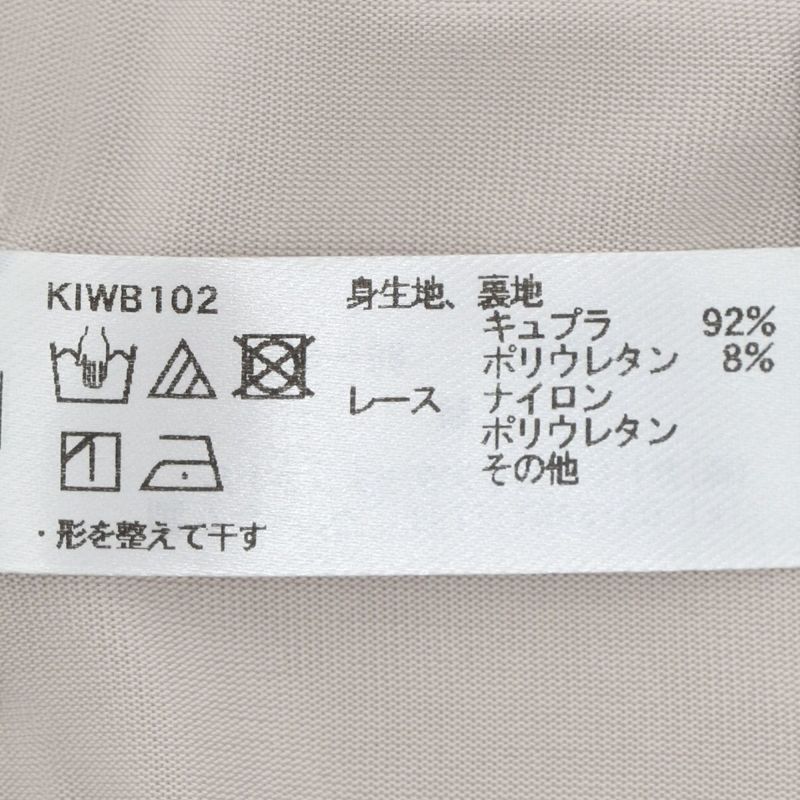 KIWB102
・形を整えて干す
身生地、裏地
キュプラ 92%
ポリウレタン 8%
レース ナイロン
ポリウレタン
その他